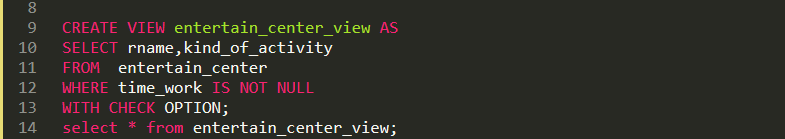 8
9 CREATE VIEW entertain_center_view AS
10 SELECT rname,kind_of_activity
11 FROM  entertain_center
12 WHERE time_work IS NOT NULL
13 WITH CHECK OPTION;
14 select * from entertain_center_view;